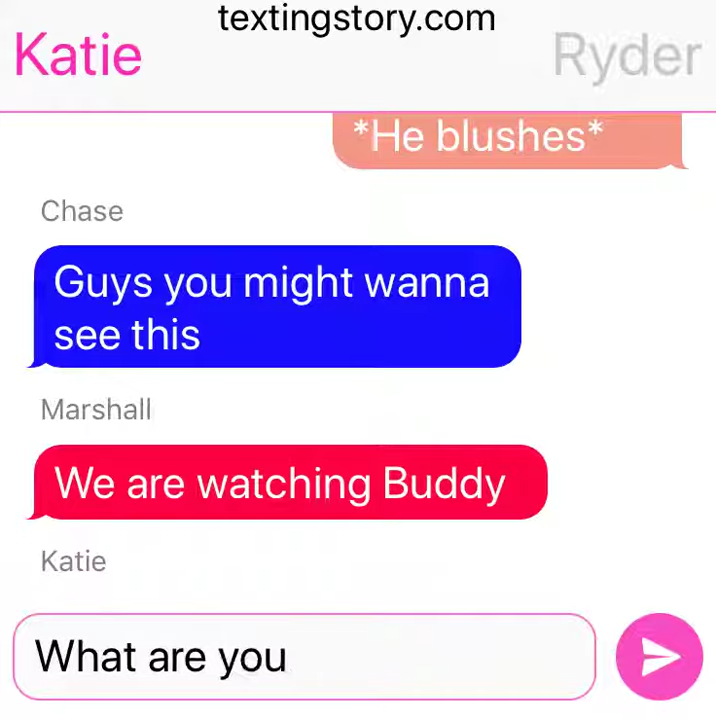 textingstory.com
Katie
Ryder
*He blushes*
Chase
Guys you might wanna
see this
Marshall
We are watching Buddy
Katie
What are you